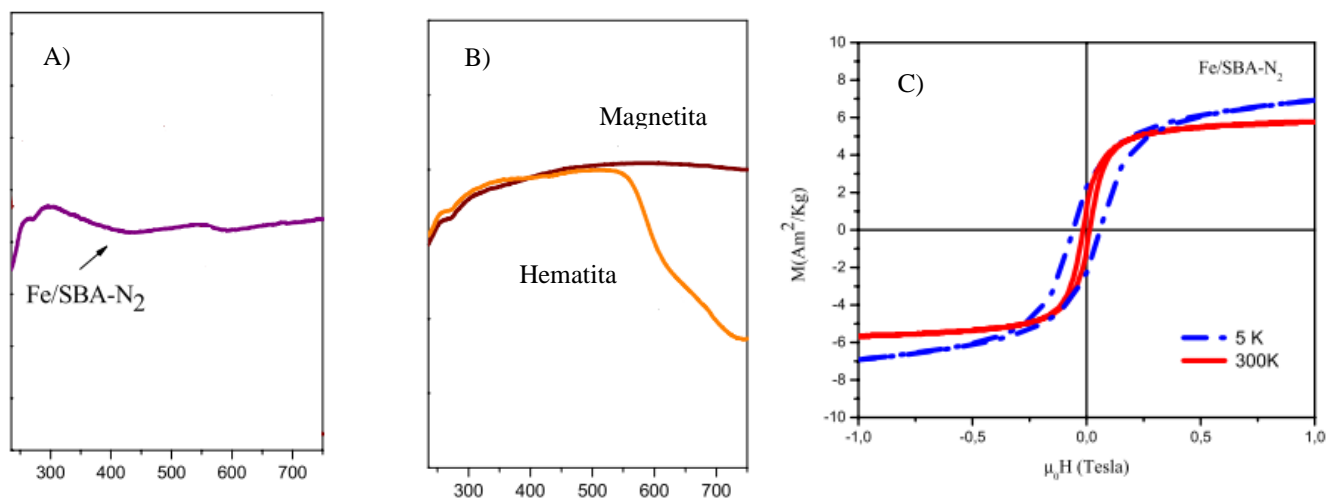 A)
Fe/SBA-N2
300 400 500 600 700
B)
Magnetita
Hematita
300 400 500 600 700
C)
Fe/SBA-N2
10
8
6
4
2
0
-2
-4
-6
-8
-10
M(Am2/Kg)
5 K
300K
-1,0 -0,5 0,0 0,5 1,0
μ0H (Tesla)